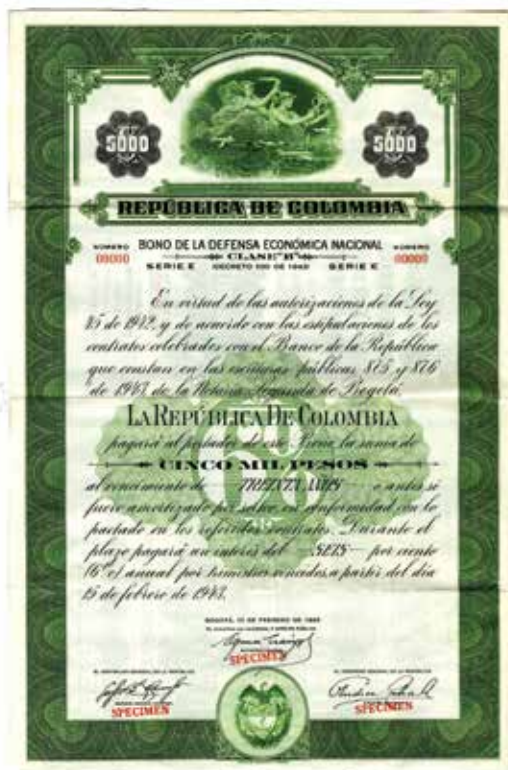 5000
5000
REPÚBLICA DE COLOMBIA
NUMERO
00000
BONO DE LA DEFENSA ECONÓMICA NACIONAL
NUMERO
00000
CLASE "B"
SERIE E
SERIE E
En virtud de las autorizaciones de la Ley
45 de 1942, y de acuerdo con las estipulaciones de los
contratos celebrados con el Banco de la República
que constan en las escrituras públicas 875 y 876
de la Notaría Segunda de Bogotá,
LA REPÚBLICA DE COLOMBIA
pagará al portador de este Bono, la suma de
CINCO MIL PESOS
al vencimiento de TREINTA AÑOS o antes si
fuere amortizado por sorteo, en conformidad con lo
pactado en los referidos contratos. Durante el
plazo pagará un interés del SEIS por ciento
anual por trimestres vencidos, a partir del día
15 de febrero de 1943.
SPECIMEN
SPECIMEN
SPECIMEN